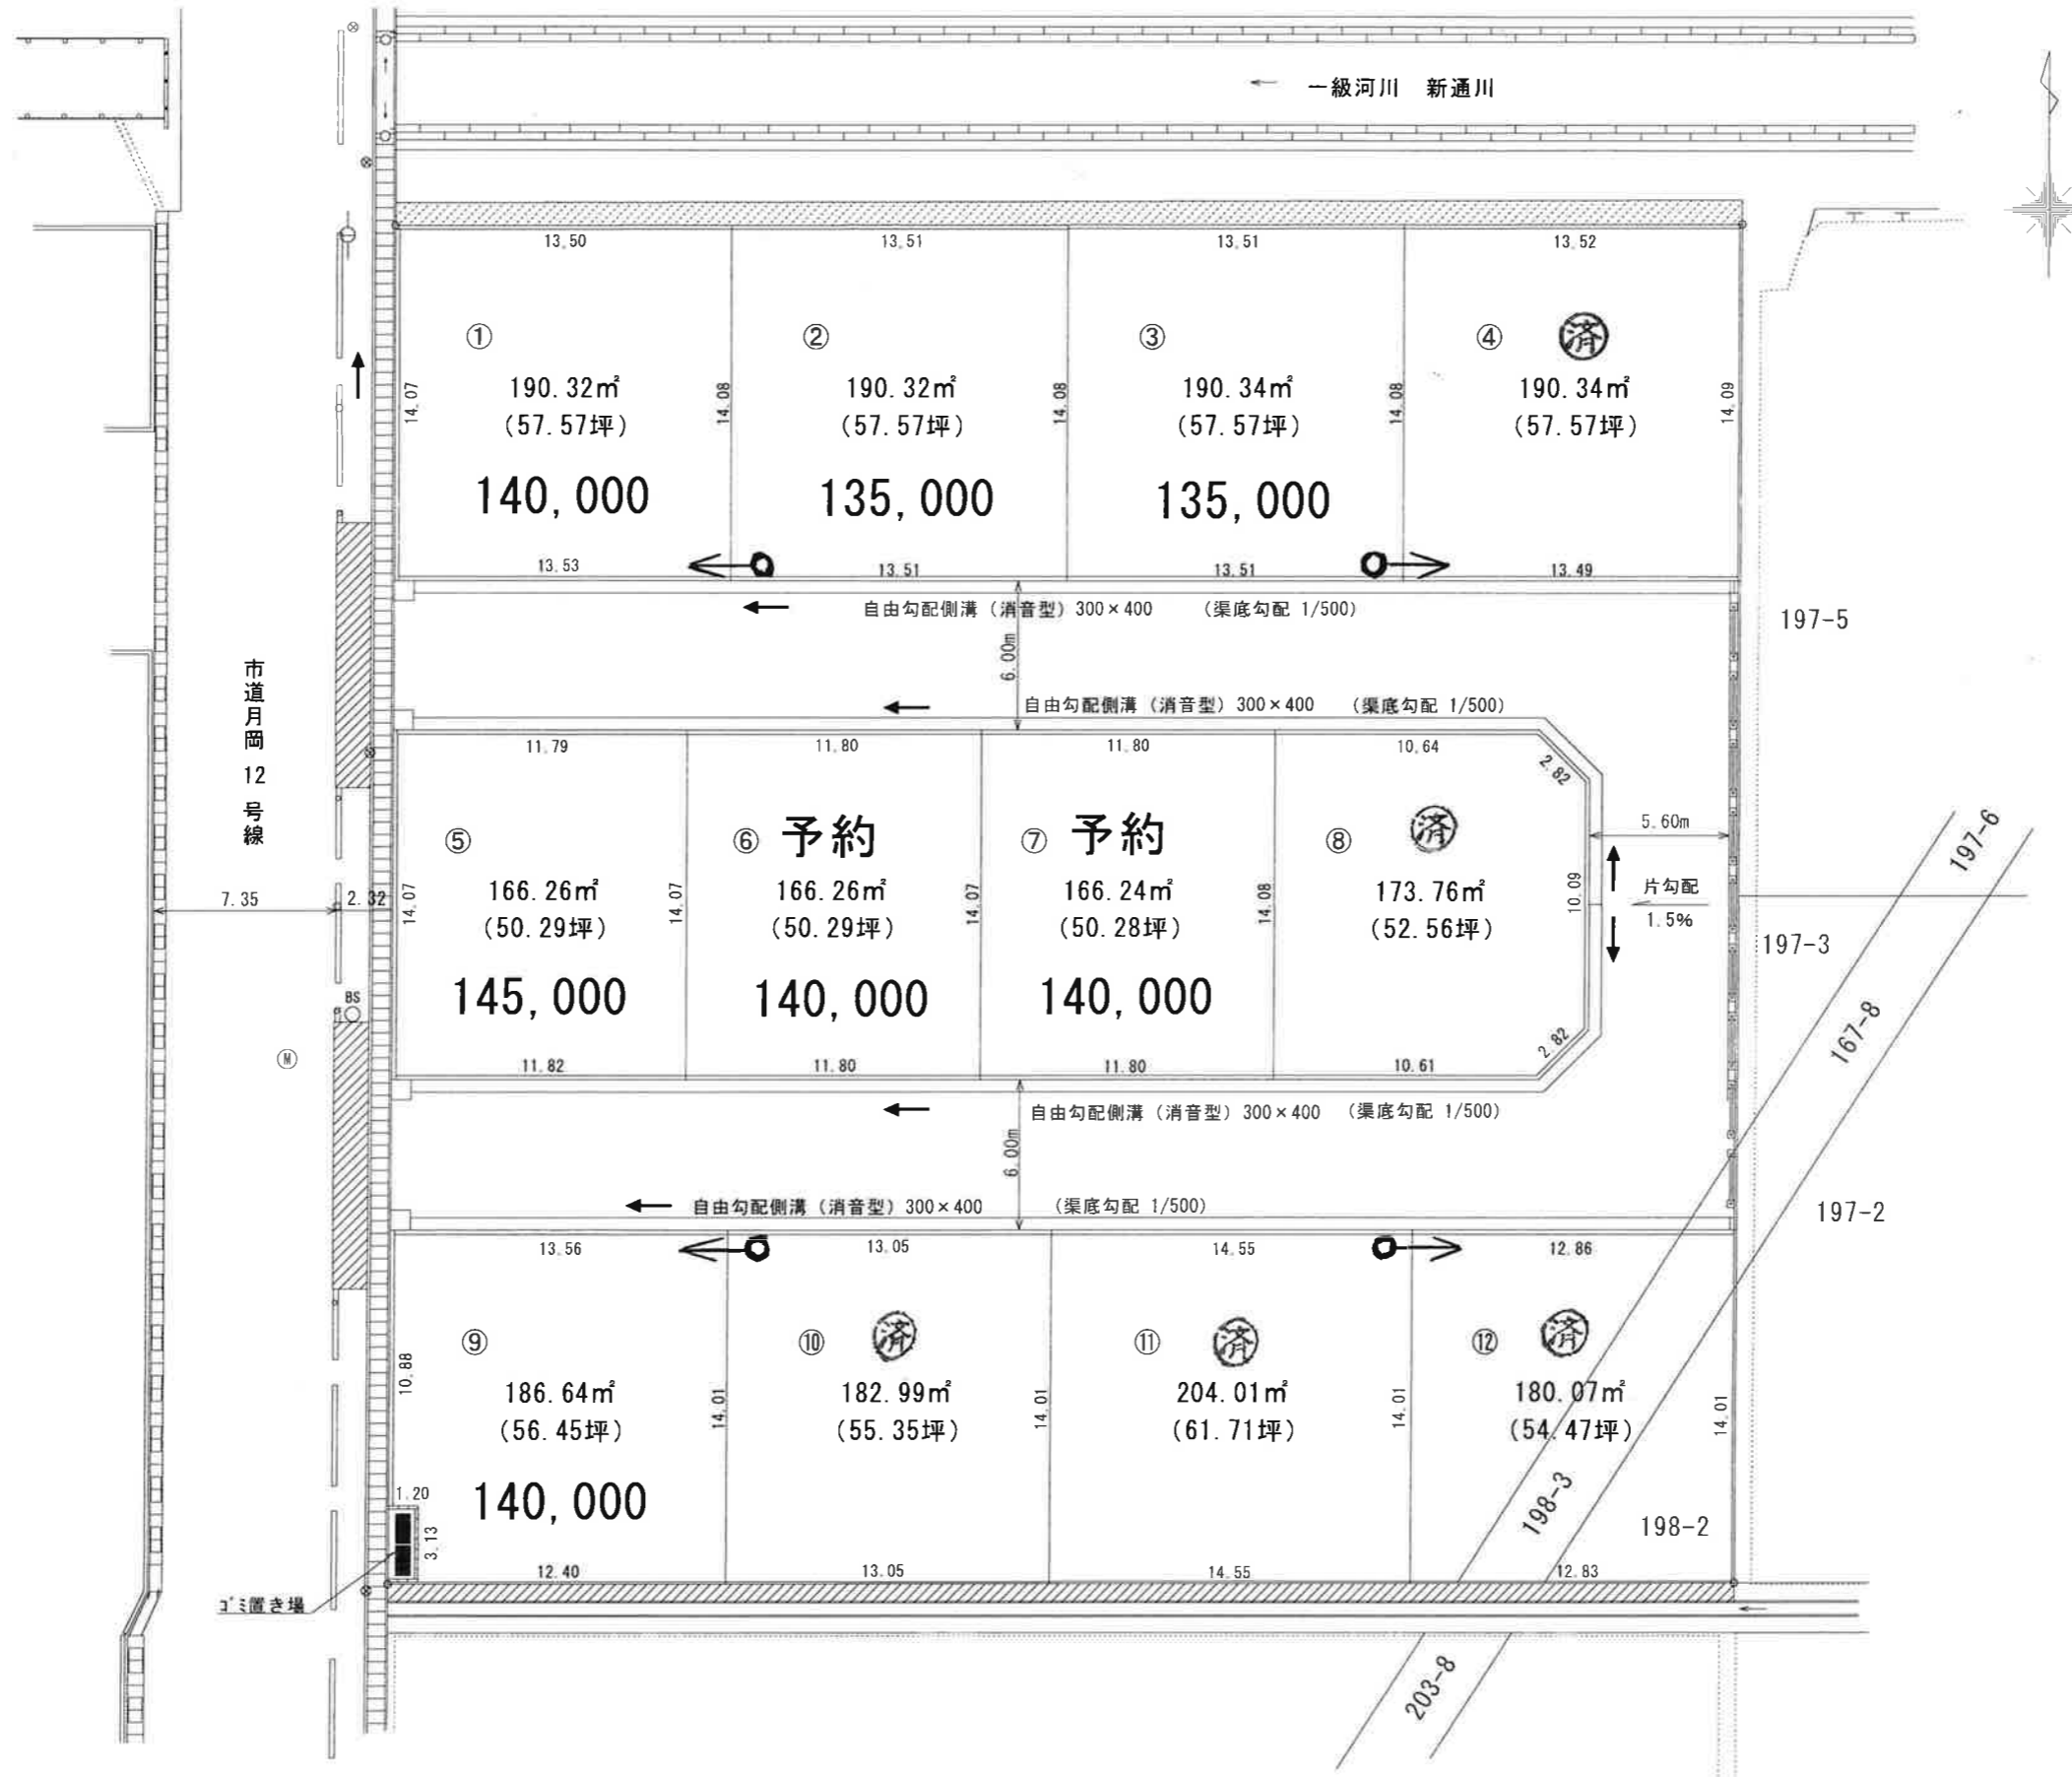 ← 一級河川 新通川
13.50
13.51
13.51
13.52
①
②
③
④ 済
190.32㎡
190.32㎡
190.34㎡
190.34㎡
(57.57坪)
(57.57坪)
(57.57坪)
(57.57坪)
14.07
14.08
14.08
14.08
14.09
140,000
135,000
135,000
13.53
13.51
13.51
13.49
自由勾配側溝(消音型)300×400 (渠底勾配 1/500)
6.00m
197-5
自由勾配側溝(消音型)300×400 (渠底勾配 1/500)
市道月岡12号線
11.79
11.80
11.80
10.64
2.82
⑤
⑥ 予約
⑦ 予約
⑧ 済
5.60m
197-6
166.26㎡
166.26㎡
166.24㎡
173.76㎡
(50.29坪)
(50.29坪)
(50.28坪)
(52.56坪)
7.35
2.32
14.07
14.07
14.07
14.08
10.09
片勾配
1.5%
197-3
145,000
140,000
140,000
BS
Ⓜ
167-8
11.82
11.80
11.80
10.61
2.82
自由勾配側溝(消音型)300×400 (渠底勾配 1/500)
6.00m
自由勾配側溝(消音型)300×400 (渠底勾配 1/500)
197-2
13.56
13.05
14.55
12.86
⑨
⑩ 済
⑪ 済
⑫ 済
186.64㎡
182.99㎡
204.01㎡
180.07㎡
(56.45坪)
(55.35坪)
(61.71坪)
(54.47坪)
10.88
14.01
14.01
14.01
14.01
140,000
1.20
3.13
198-3
198-2
12.40
13.05
14.55
12.83
ゴミ置き場
203-8